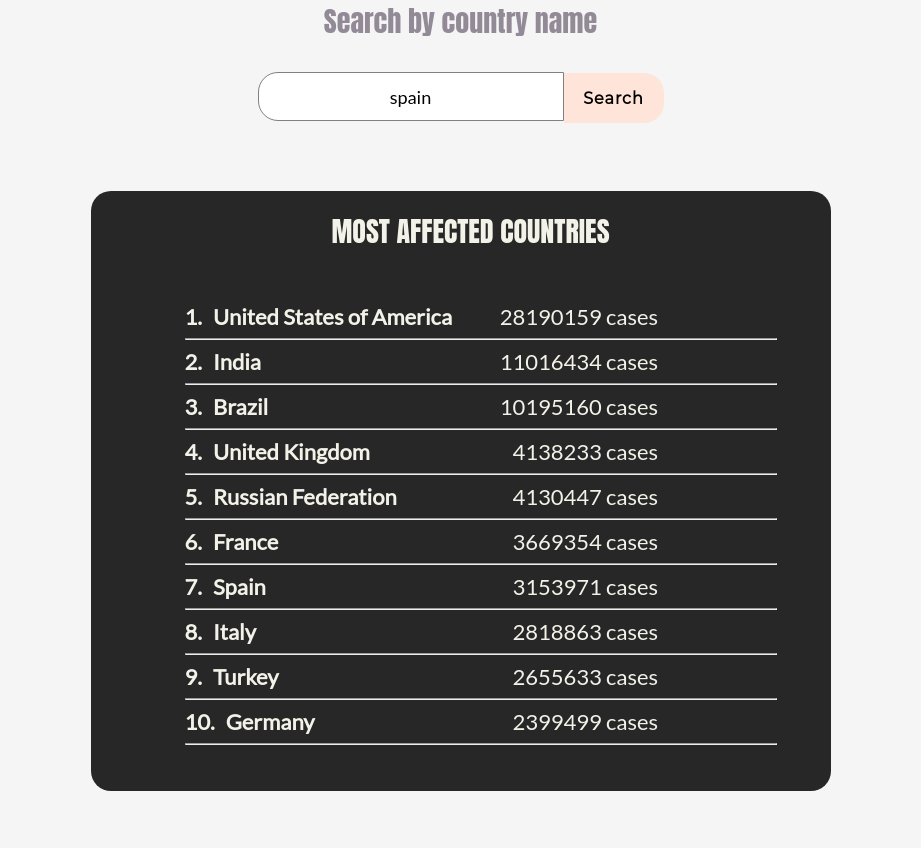 Search by country name
spain
Search
MOST AFFECTED COUNTRIES
1. United States of America 28190159 cases
2. India 11016434 cases
3. Brazil 10195160 cases
4. United Kingdom 4138233 cases
5. Russian Federation 4130447 cases
6. France 3669354 cases
7. Spain 3153971 cases
8. Italy 2818863 cases
9. Turkey 2655633 cases
10. Germany 2399499 cases